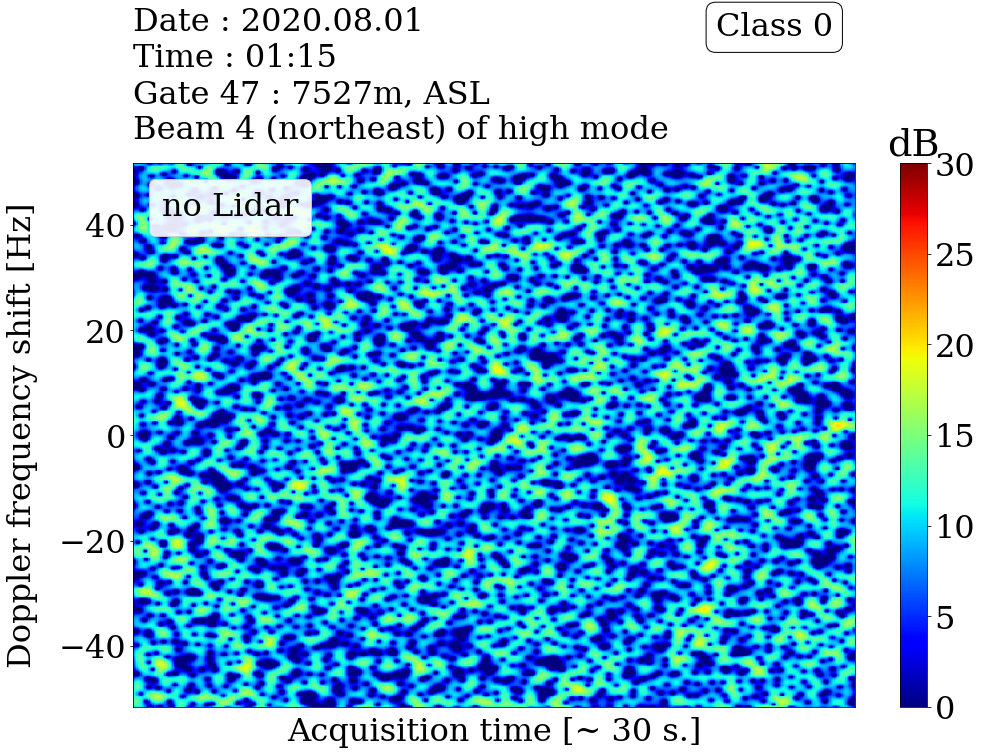 Date : 2020.08.01
Time : 01:15
Gate 47 : 7527m, ASL
Beam 4 (northeast) of high mode
Class 0
no Lidar
dB
30
25
20
15
10
5
0
Doppler frequency shift [Hz]
40
20
0
−20
−40
Acquisition time [~ 30 s.]